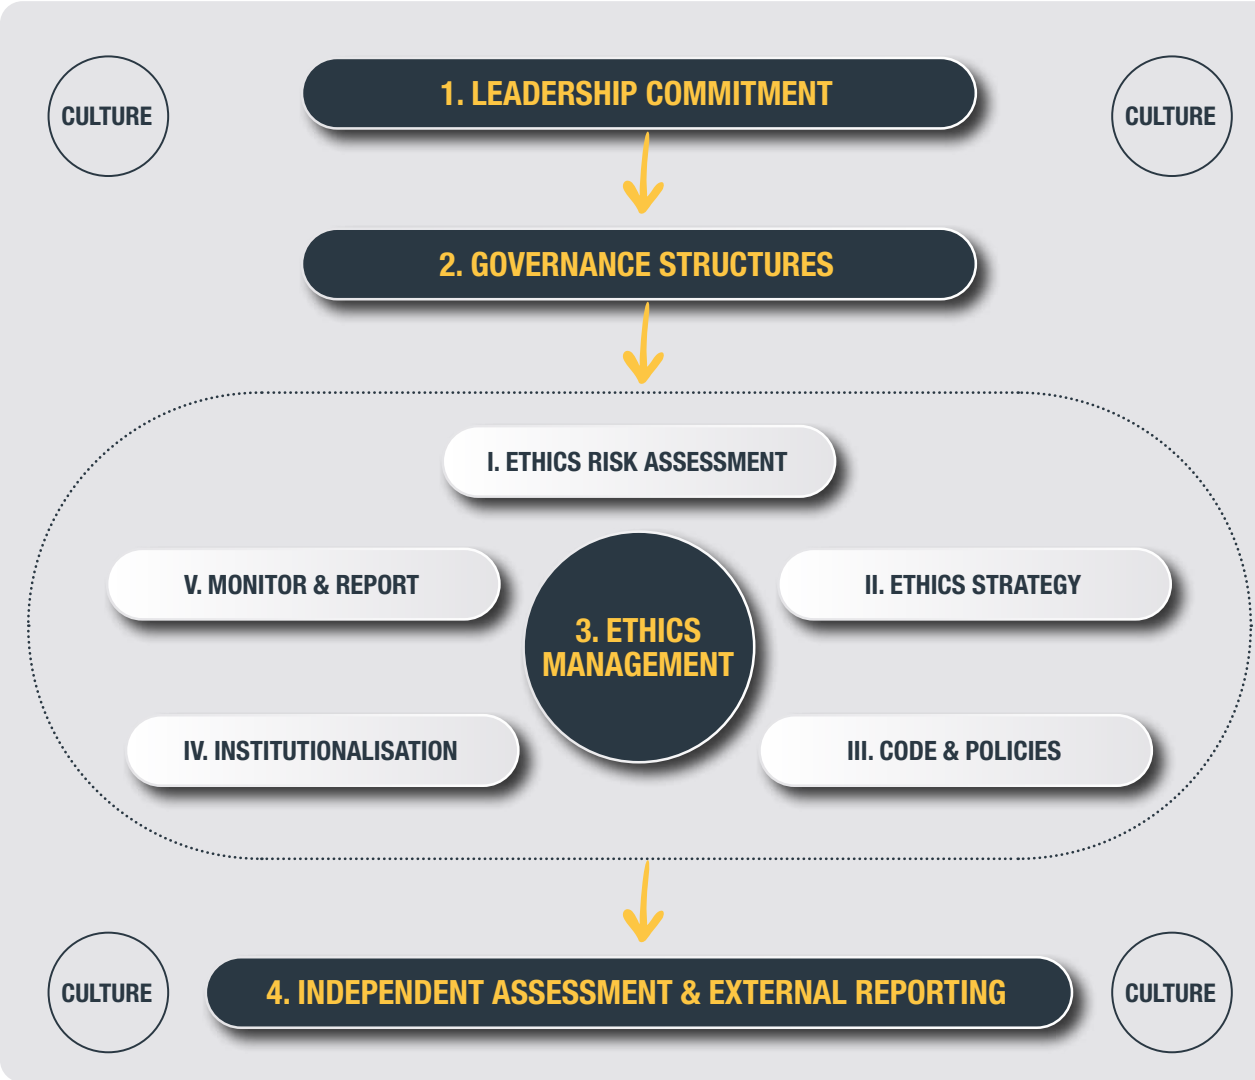 CULTURE
1. LEADERSHIP COMMITMENT
CULTURE
2. GOVERNANCE STRUCTURES
I. ETHICS RISK ASSESSMENT
V. MONITOR & REPORT
II. ETHICS STRATEGY
3. ETHICS
MANAGEMENT
IV. INSTITUTIONALISATION
III. CODE & POLICIES
CULTURE
4. INDEPENDENT ASSESSMENT & EXTERNAL REPORTING
CULTURE